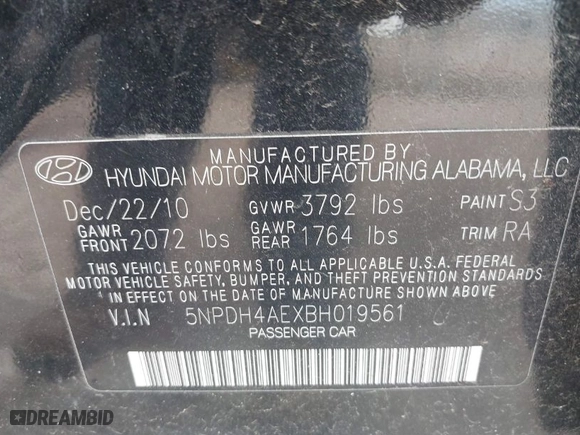 MANUFACTURED BY
HYUNDAI MOTOR MANUFACTURING ALABAMA, LLC
Dec/22/10 GVWR 3792 lbs PAINT S3
GAWR FRONT 2072 lbs GAWR REAR 1764 lbs TRIM RA
THIS VEHICLE CONFORMS TO ALL APPLICABLE U.S.A. FEDERAL
MOTOR VEHICLE SAFETY, BUMPER, AND THEFT PREVENTION STANDARDS
IN EFFECT ON THE DATE OF MANUFACTURE SHOWN ABOVE
V.I.N 5NPDH4AEXBH019561
PASSENGER CAR
DREAMBID